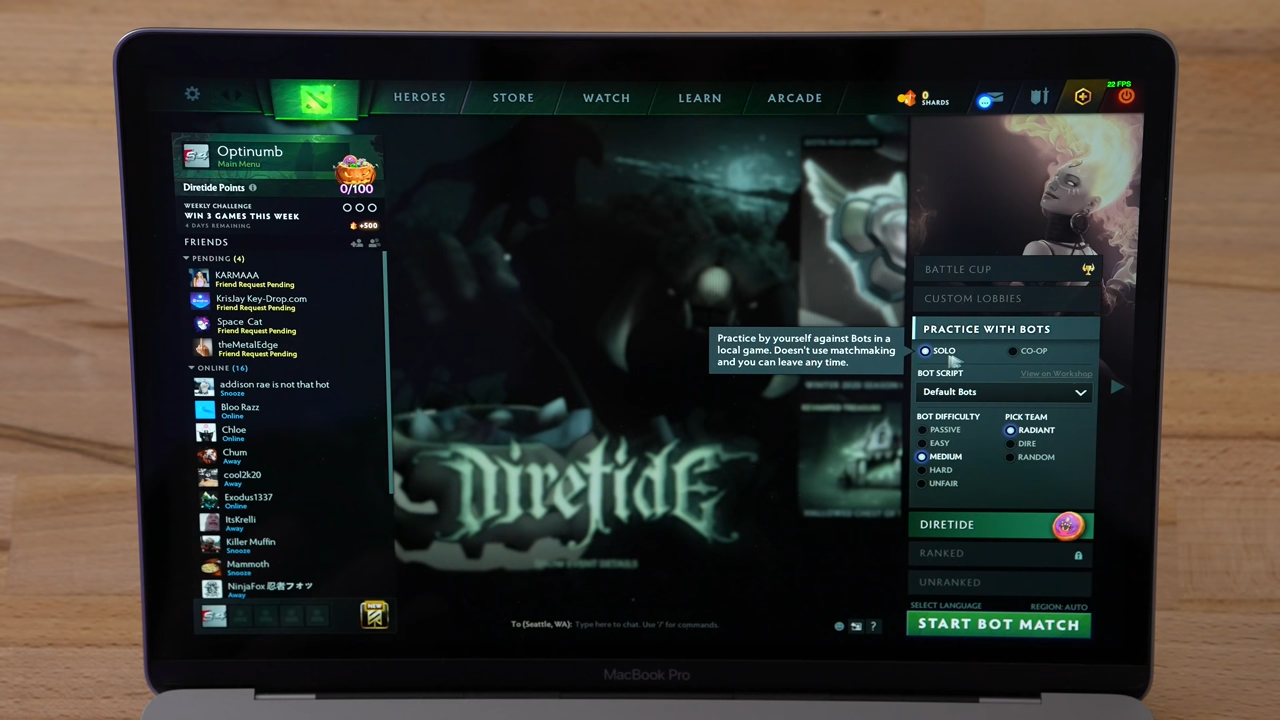 HEROES
STORE
WATCH
LEARN
ARCADE
0
SHARDS
22 FPS
Optinumb
Main Menu
Diretide Points
0/100
WEEKLY CHALLENGE
WIN 3 GAMES THIS WEEK
4 DAYS REMAINING
+500
FRIENDS
PENDING (4)
KARMAAA
Friend Request Pending
KrisJay Key-Drop.com
Friend Request Pending
Space Cat
Friend Request Pending
theMetalEdge
Friend Request Pending
ONLINE (16)
addison rae is not that hot
Snooze
Bloo Razz
Online
Chloe
Online
Chum
Away
cool2k20
Away
Exodus1337
Online
ItsKrelli
Away
Killer Muffin
Snooze
Mammoth
Snooze
NinjaFox 忍者フォッ
Away
NEW
Diretide
To (Seattle, WA): Type here to chat. Use '/' for commands.
?
Practice by yourself against Bots in a
local game. Doesn't use matchmaking
and you can leave any time.
BATTLE CUP
CUSTOM LOBBIES
PRACTICE WITH BOTS
SOLO
CO-OP
BOT SCRIPT
View on Workshop
Default Bots
BOT DIFFICULTY
PICK TEAM
PASSIVE
RADIANT
EASY
DIRE
MEDIUM
RANDOM
HARD
UNFAIR
DIRETIDE
RANKED
UNRANKED
SELECT LANGUAGE
REGION: AUTO
START BOT MATCH
MacBook Pro